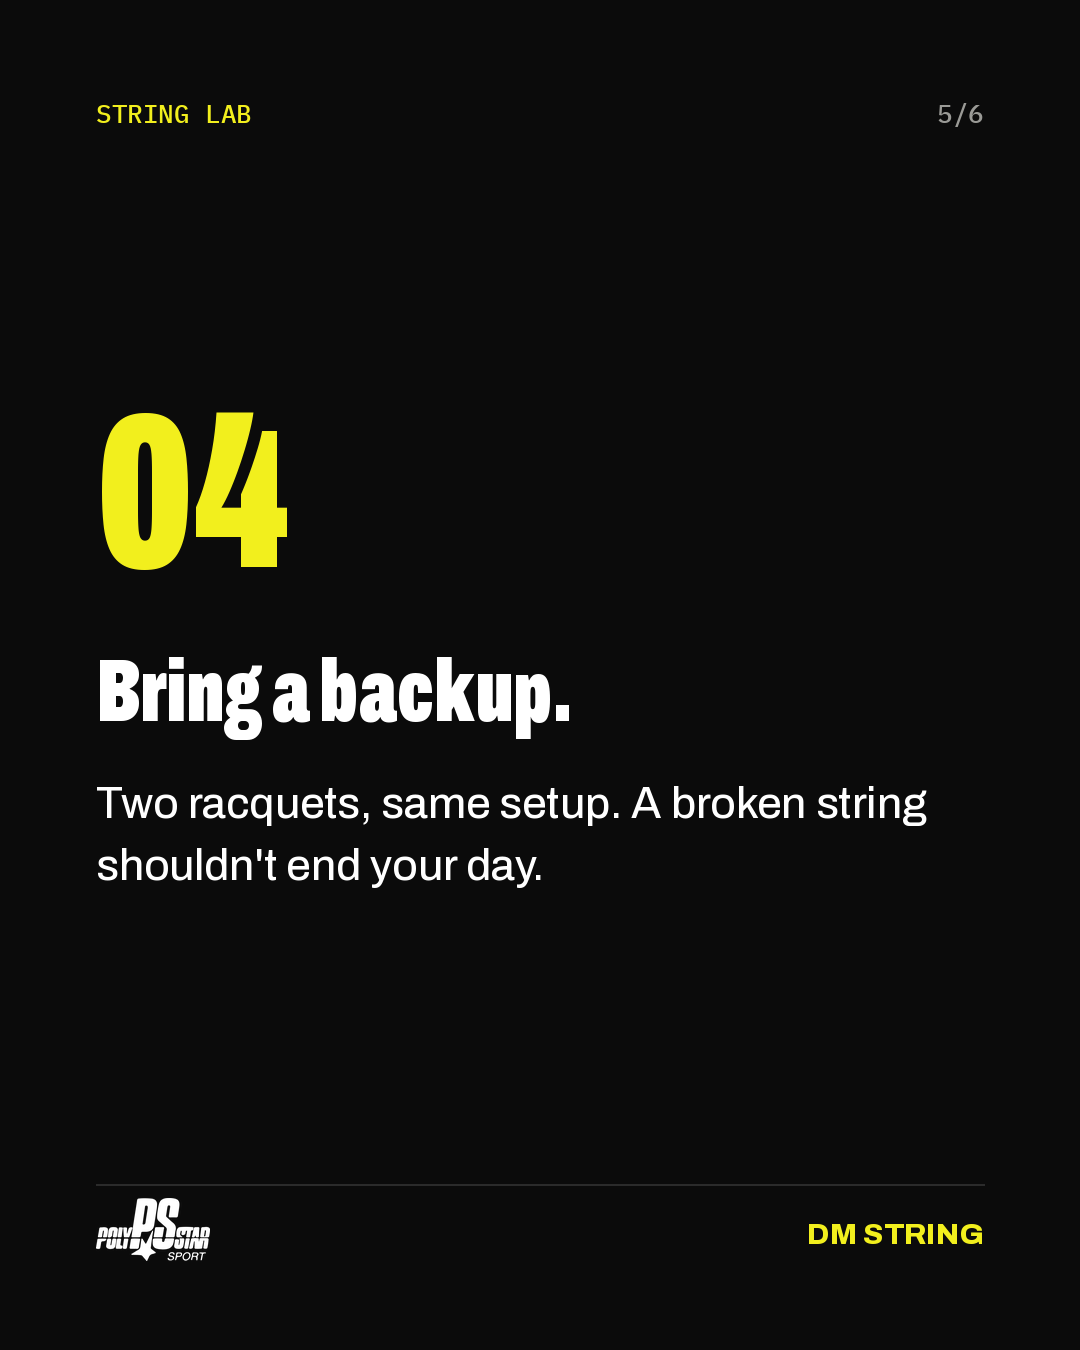 STRING LAB
5/6
04
Bring a backup.
Two racquets, same setup. A broken string
shouldn't end your day.
POLY PS STAR
SPORT
DM STRING